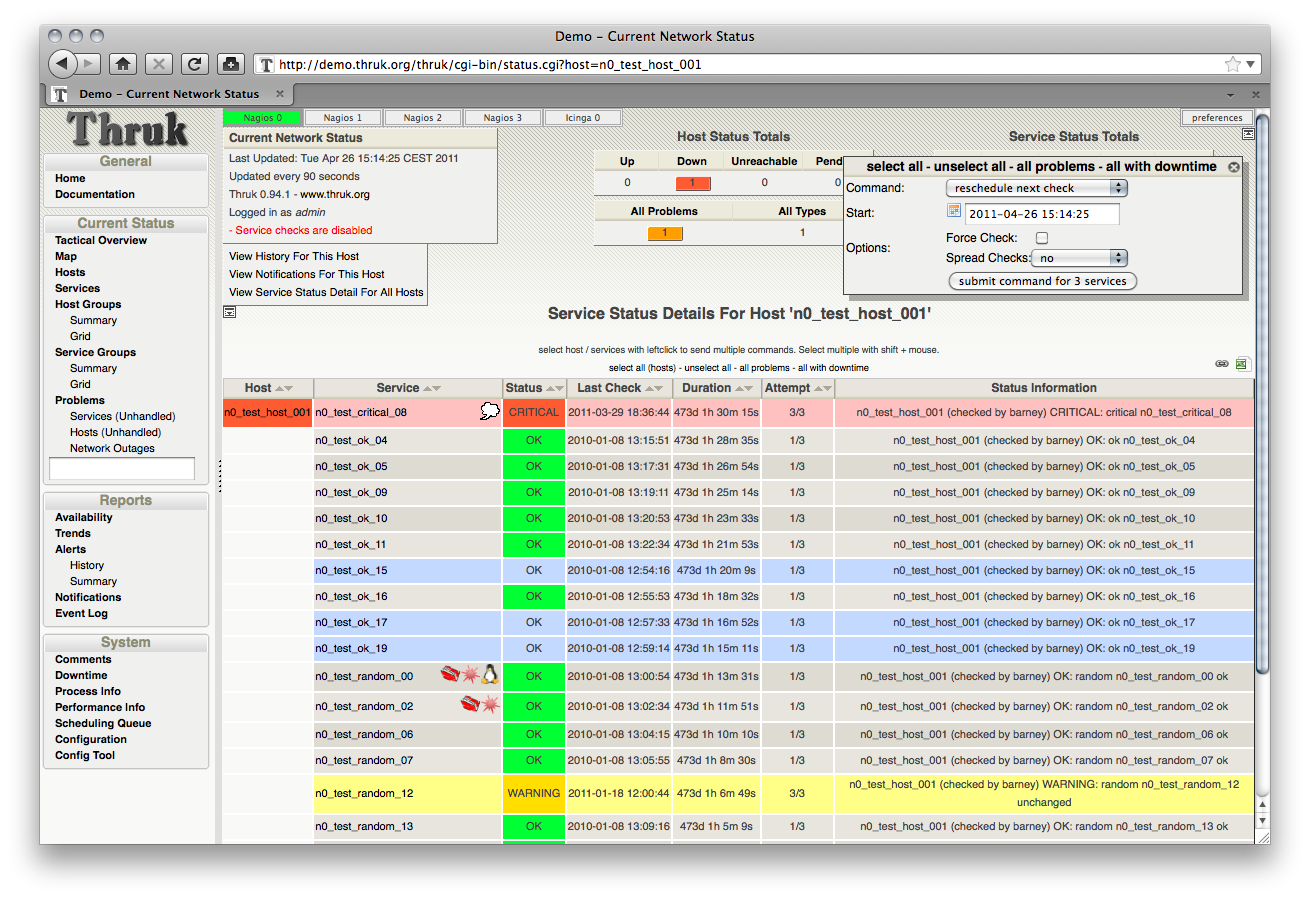 Demo – Current Network Status
http://demo.thruk.org/thruk/cgi-bin/status.cgi?host=n0_test_host_001
Demo – Current Network Status
Thruk
General
Home
Documentation
Current Status
Tactical Overview
Map
Hosts
Services
Host Groups
Summary
Grid
Service Groups
Summary
Grid
Problems
Services (Unhandled)
Hosts (Unhandled)
Network Outages
Reports
Availability
Trends
Alerts
History
Summary
Notifications
Event Log
System
Comments
Downtime
Process Info
Performance Info
Scheduling Queue
Configuration
Config Tool
Nagios 0 Nagios 1 Nagios 2 Nagios 3 Icinga 0 preferences
Current Network Status
Last Updated: Tue Apr 26 15:14:25 CEST 2011
Updated every 90 seconds
Thruk 0.94.1 - www.thruk.org
Logged in as admin
- Service checks are disabled
View History For This Host
View Notifications For This Host
View Service Status Detail For All Hosts
Host Status Totals
Up Down Unreachable Pend
0 1 0 0
All Problems All Types
1 1
Service Status Totals
select all - unselect all - all problems - all with downtime
Command: reschedule next check
Start: 2011-04-26 15:14:25
Options: Force Check:
Spread Checks: no
submit command for 3 services
Service Status Details For Host 'n0_test_host_001'
select host / services with leftclick to send multiple commands. Select multiple with shift + mouse.
select all (hosts) - unselect all - all problems - all with downtime
Host Service Status Last Check Duration Attempt Status Information
n0_test_host_001 n0_test_critical_08 CRITICAL 2011-03-29 18:36:44 473d 1h 30m 15s 3/3 n0_test_host_001 (checked by barney) CRITICAL: critical n0_test_critical_08
n0_test_ok_04 OK 2010-01-08 13:15:51 473d 1h 28m 35s 1/3 n0_test_host_001 (checked by barney) OK: ok n0_test_ok_04
n0_test_ok_05 OK 2010-01-08 13:17:31 473d 1h 26m 54s 1/3 n0_test_host_001 (checked by barney) OK: ok n0_test_ok_05
n0_test_ok_09 OK 2010-01-08 13:19:11 473d 1h 25m 14s 1/3 n0_test_host_001 (checked by barney) OK: ok n0_test_ok_09
n0_test_ok_10 OK 2010-01-08 13:20:53 473d 1h 23m 33s 1/3 n0_test_host_001 (checked by barney) OK: ok n0_test_ok_10
n0_test_ok_11 OK 2010-01-08 13:22:34 473d 1h 21m 53s 1/3 n0_test_host_001 (checked by barney) OK: ok n0_test_ok_11
n0_test_ok_15 OK 2010-01-08 12:54:16 473d 1h 20m 9s 1/3 n0_test_host_001 (checked by barney) OK: ok n0_test_ok_15
n0_test_ok_16 OK 2010-01-08 12:55:53 473d 1h 18m 32s 1/3 n0_test_host_001 (checked by barney) OK: ok n0_test_ok_16
n0_test_ok_17 OK 2010-01-08 12:57:33 473d 1h 16m 52s 1/3 n0_test_host_001 (checked by barney) OK: ok n0_test_ok_17
n0_test_ok_19 OK 2010-01-08 12:59:14 473d 1h 15m 11s 1/3 n0_test_host_001 (checked by barney) OK: ok n0_test_ok_19
n0_test_random_00 OK 2010-01-08 13:00:54 473d 1h 13m 31s 1/3 n0_test_host_001 (checked by barney) OK: random n0_test_random_00 ok
n0_test_random_02 OK 2010-01-08 13:02:34 473d 1h 11m 51s 1/3 n0_test_host_001 (checked by barney) OK: random n0_test_random_02 ok
n0_test_random_06 OK 2010-01-08 13:04:15 473d 1h 10m 10s 1/3 n0_test_host_001 (checked by barney) OK: random n0_test_random_06 ok
n0_test_random_07 OK 2010-01-08 13:05:55 473d 1h 8m 30s 1/3 n0_test_host_001 (checked by barney) OK: random n0_test_random_07 ok
n0_test_random_12 WARNING 2011-01-18 12:00:44 473d 1h 6m 49s 3/3 n0_test_host_001 (checked by barney) WARNING: random n0_test_random_12
unchanged
n0_test_random_13 OK 2010-01-08 13:09:16 473d 1h 5m 9s 1/3 n0_test_host_001 (checked by barney) OK: random n0_test_random_13 ok